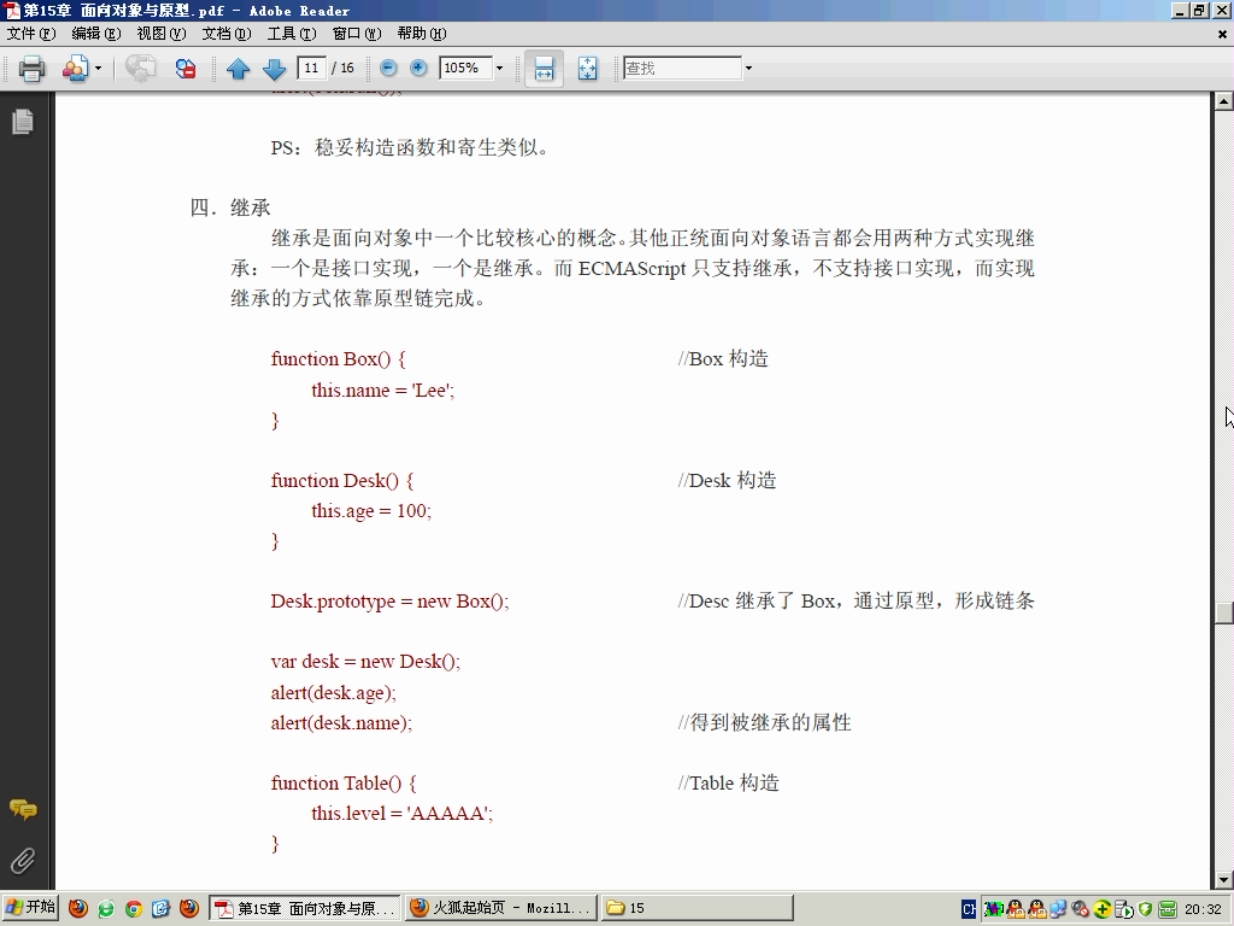 第15章 面向对象与原型.pdf - Adobe Reader
文件(F) 编辑(E) 视图(V) 文档(D) 工具(T) 窗口(W) 帮助(H)
11 / 16 105% 查找
PS：稳妥构造函数和寄生类似。
四．继承
继承是面向对象中一个比较核心的概念。其他正统面向对象语言都会用两种方式实现继
承：一个是接口实现，一个是继承。而 ECMAScript 只支持继承，不支持接口实现，而实现
继承的方式依靠原型链完成。
function Box() { //Box 构造
this.name = 'Lee';
}
function Desk() { //Desk 构造
this.age = 100;
}
Desk.prototype = new Box(); //Desc 继承了 Box，通过原型，形成链条
var desk = new Desk();
alert(desk.age);
alert(desk.name); //得到被继承的属性
function Table() { //Table 构造
this.level = 'AAAAA';
}
开始 第15章 面向对象与原... 火狐起始页 - Mozill... 15 CH 20:32